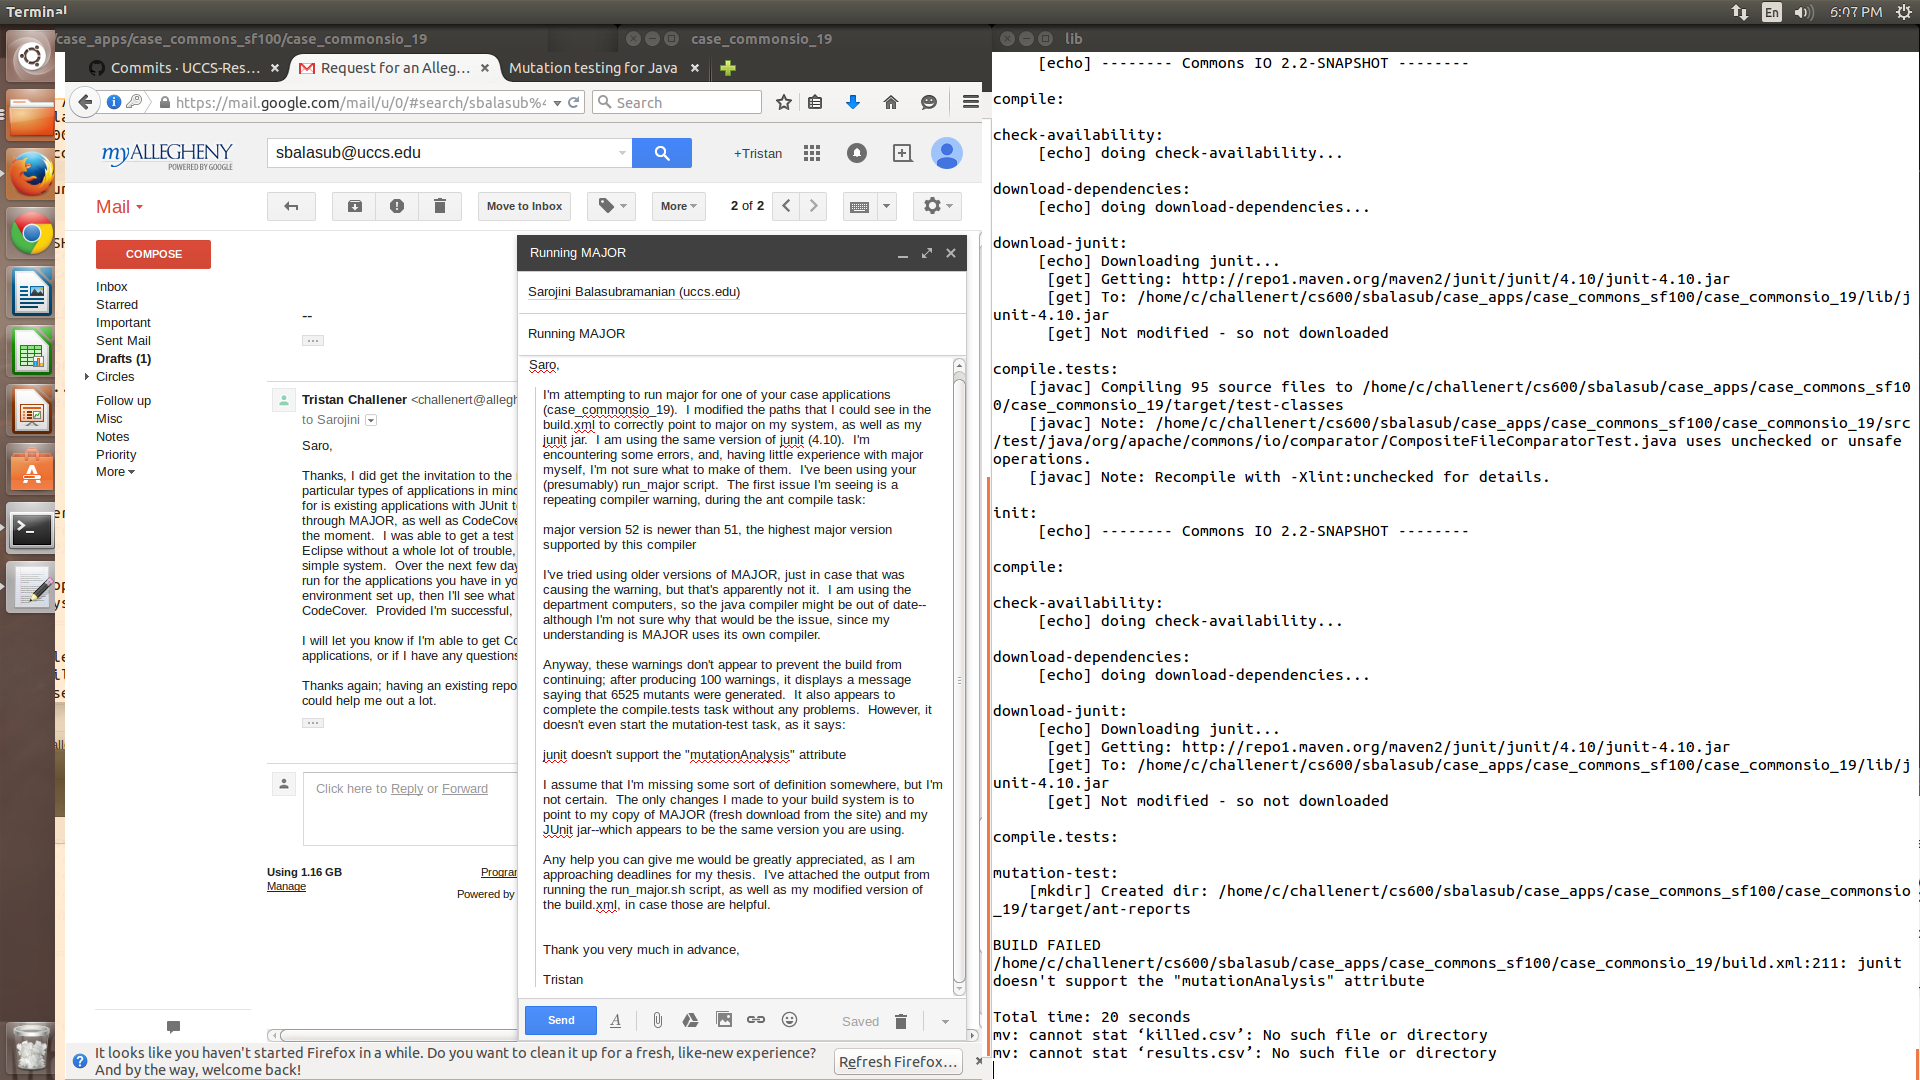 Terminal
En
6:07 PM
case_apps/case_commons_sf100/case_commonsio_19
case_commonsio_19
lib
Commits · UCCS-Res...
Request for an Alleg...
Mutation testing for Java
https://mail.google.com/mail/u/0/#search/sbalasub%4
Search
myALLEGHENY
POWERED BY GOOGLE
sbalasub@uccs.edu
+Tristan
Mail
Move to Inbox
More
2 of 2
COMPOSE
Inbox
Starred
Important
Sent Mail
Drafts (1)
Circles
Follow up
Misc
Notes
Priority
More
--
Tristan Challener <challenert@allegh
to Sarojini
Saro,
Thanks, I did get the invitation to the
particular types of applications in mind
for is existing applications with JUnit t
through MAJOR, as well as CodeCove
the moment. I was able to get a test
Eclipse without a whole lot of trouble,
simple system. Over the next few day
run for the applications you have in yo
environment set up, then I'll see what
CodeCover. Provided I'm successful,
I will let you know if I'm able to get Co
applications, or if I have any questions
Thanks again; having an existing repo
could help me out a lot.
Click here to Reply or Forward
Using 1.16 GB
Manage
Program
Powered by
Running MAJOR
Sarojini Balasubramanian (uccs.edu)
Running MAJOR
Saro,
I'm attempting to run major for one of your case applications
(case_commonsio_19). I modified the paths that I could see in the
build.xml to correctly point to major on my system, as well as my
junit jar. I am using the same version of junit (4.10). I'm
encountering some errors, and, having little experience with major
myself, I'm not sure what to make of them. I've been using your
(presumably) run_major script. The first issue I'm seeing is a
repeating compiler warning, during the ant compile task:
major version 52 is newer than 51, the highest major version
supported by this compiler
I've tried using older versions of MAJOR, just in case that was
causing the warning, but that's apparently not it. I am using the
department computers, so the java compiler might be out of date--
although I'm not sure why that would be the issue, since my
understanding is MAJOR uses its own compiler.
Anyway, these warnings don't appear to prevent the build from
continuing; after producing 100 warnings, it displays a message
saying that 6525 mutants were generated. It also appears to
complete the compile.tests task without any problems. However, it
doesn't even start the mutation-test task, as it says:
junit doesn't support the "mutationAnalysis" attribute
I assume that I'm missing some sort of definition somewhere, but I'm
not certain. The only changes I made to your build system is to
point to my copy of MAJOR (fresh download from the site) and my
JUnit jar--which appears to be the same version you are using.
Any help you can give me would be greatly appreciated, as I am
approaching deadlines for my thesis. I've attached the output from
running the run_major.sh script, as well as my modified version of
the build.xml, in case those are helpful.
Thank you very much in advance,
Tristan
Send
Saved
It looks like you haven't started Firefox in a while. Do you want to clean it up for a fresh, like-new experience?
And by the way, welcome back!
Refresh Firefox...
[echo] -------- Commons IO 2.2-SNAPSHOT --------
compile:
check-availability:
[echo] doing check-availability...
download-dependencies:
[echo] doing download-dependencies...
download-junit:
[echo] Downloading junit...
[get] Getting: http://repo1.maven.org/maven2/junit/junit/4.10/junit-4.10.jar
[get] To: /home/c/challenert/cs600/sbalasub/case_apps/case_commons_sf100/case_commonsio_19/lib/j
unit-4.10.jar
[get] Not modified - so not downloaded
compile.tests:
[javac] Compiling 95 source files to /home/c/challenert/cs600/sbalasub/case_apps/case_commons_sf10
0/case_commonsio_19/target/test-classes
[javac] Note: /home/c/challenert/cs600/sbalasub/case_apps/case_commons_sf100/case_commonsio_19/src
/test/java/org/apache/commons/io/comparator/CompositeFileComparatorTest.java uses unchecked or unsafe
operations.
[javac] Note: Recompile with -Xlint:unchecked for details.
init:
[echo] -------- Commons IO 2.2-SNAPSHOT --------
compile:
check-availability:
[echo] doing check-availability...
download-dependencies:
[echo] doing download-dependencies...
download-junit:
[echo] Downloading junit...
[get] Getting: http://repo1.maven.org/maven2/junit/junit/4.10/junit-4.10.jar
[get] To: /home/c/challenert/cs600/sbalasub/case_apps/case_commons_sf100/case_commonsio_19/lib/j
unit-4.10.jar
[get] Not modified - so not downloaded
compile.tests:
mutation-test:
[mkdir] Created dir: /home/c/challenert/cs600/sbalasub/case_apps/case_commons_sf100/case_commonsio
_19/target/ant-reports
BUILD FAILED
/home/c/challenert/cs600/sbalasub/case_apps/case_commons_sf100/case_commonsio_19/build.xml:211: junit
doesn't support the "mutationAnalysis" attribute
Total time: 20 seconds
mv: cannot stat ‘killed.csv’: No such file or directory
mv: cannot stat ‘results.csv’: No such file or directory